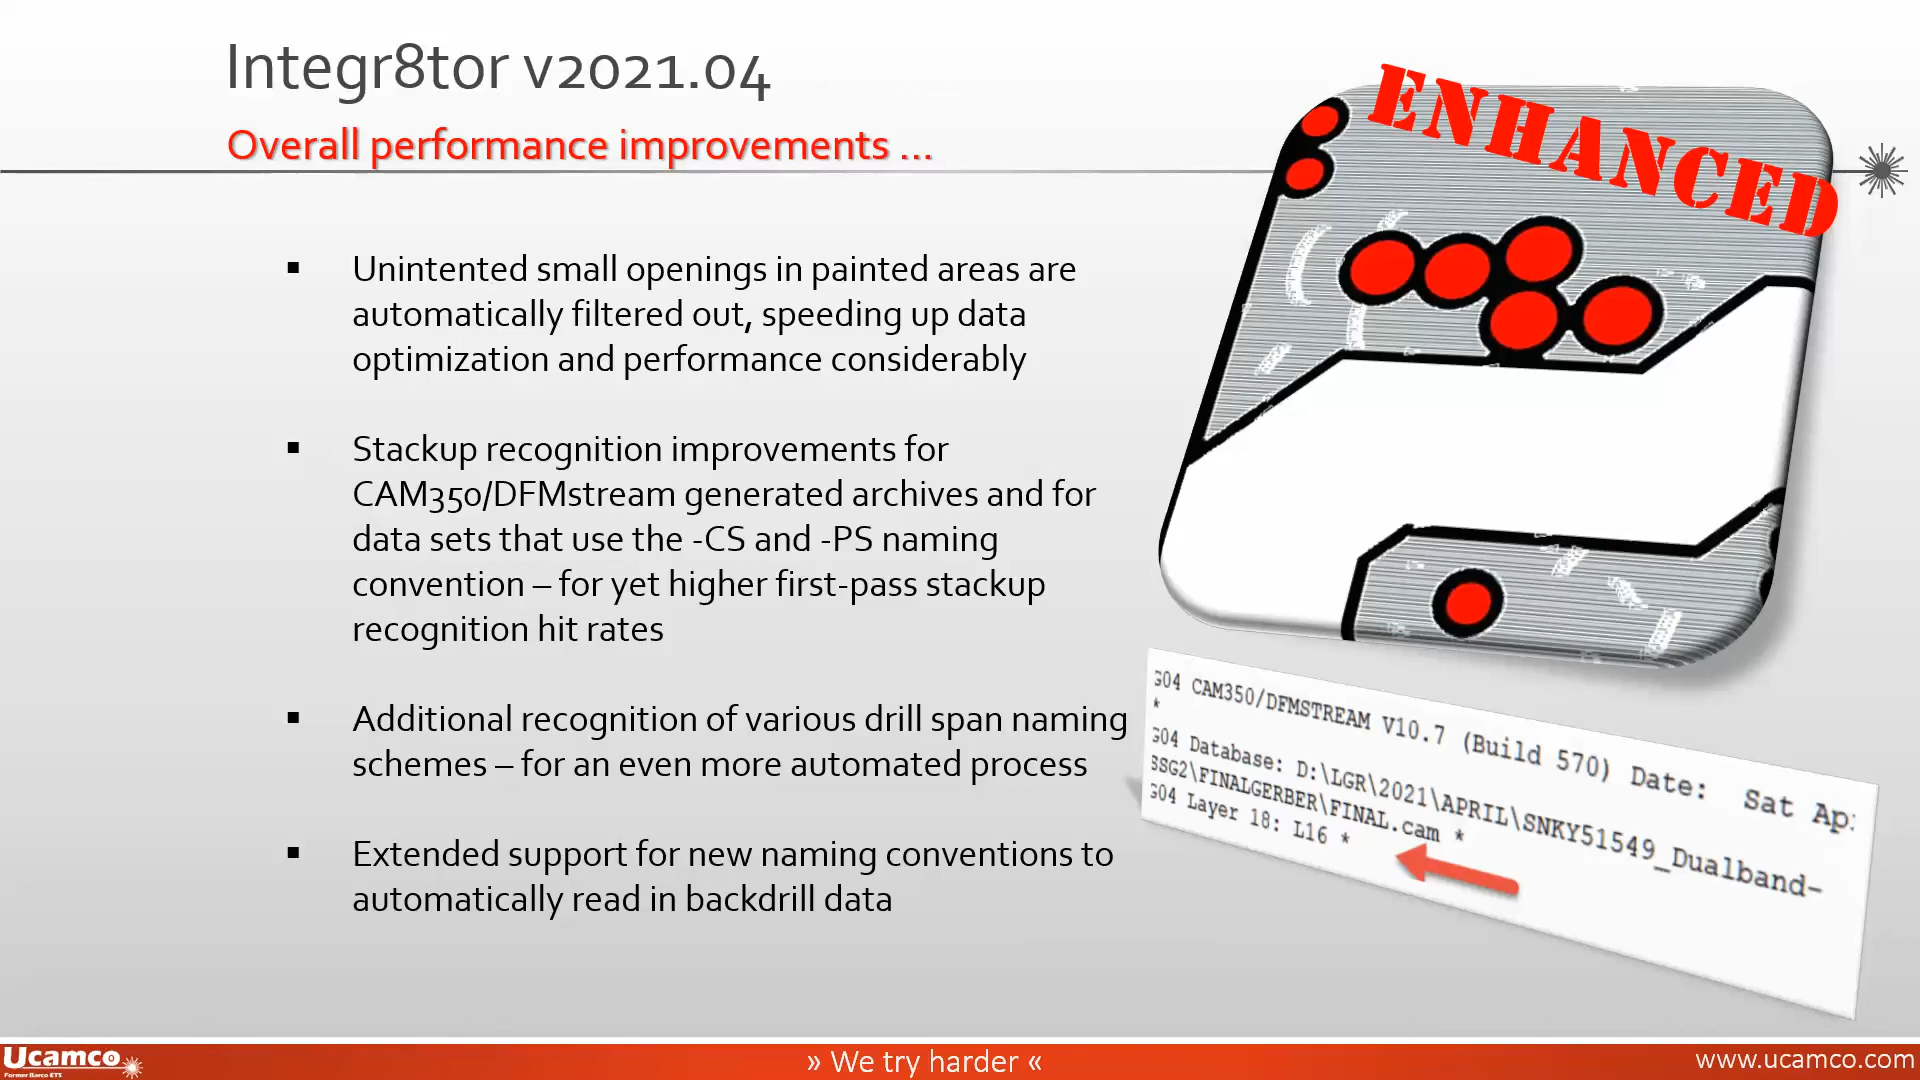 Integr8tor v2021.04
Overall performance improvements ...
ENHANCED
▪ Unintented small openings in painted areas are
automatically filtered out, speeding up data
optimization and performance considerably
▪ Stackup recognition improvements for
CAM350/DFMstream generated archives and for
data sets that use the -CS and -PS naming
convention – for yet higher first-pass stackup
recognition hit rates
▪ Additional recognition of various drill span naming
schemes – for an even more automated process
▪ Extended support for new naming conventions to
automatically read in backdrill data
G04 CAM350/DFMSTREAM V10.7 (Build 570) Date: Sat Ap
*
G04 Database: D:\LGR\2021\APRIL\SNKY51549_Dualband-
SSG2\FINALGERBER\FINAL.cam *
G04 Layer 18: L16 *
Ucamco
Former Barco ETS
» We try harder «
www.ucamco.com